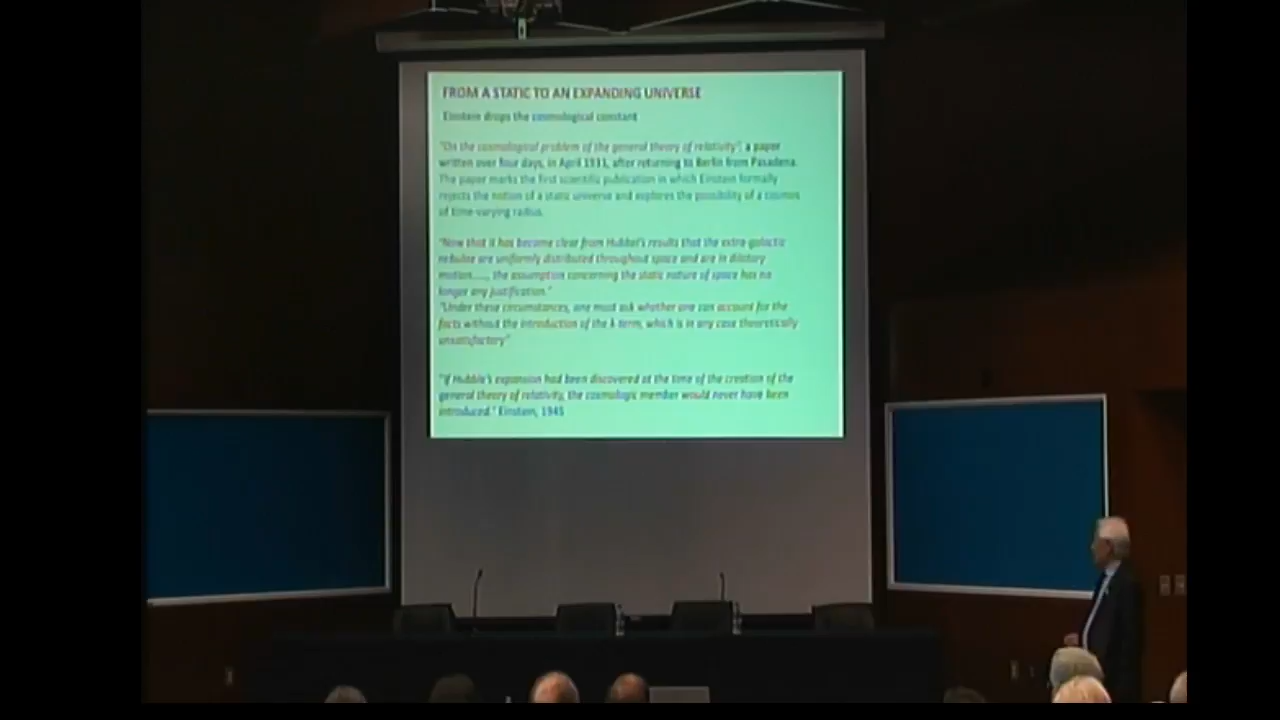 FROM A STATIC TO AN EXPANDING UNIVERSE
Einstein drops the cosmological constant
"On the cosmological problem of the general theory of relativity": a paper
written over four days, in April 1931, after returning to Berlin from Pasadena.
The paper marks the first scientific publication in which Einstein formally
rejects the notion of a static universe and explores the possibility of a cosmos
of time-varying radius.
"Now that it has become clear from Hubbel's results that the extra-galactic
nebulae are uniformly distributed throughout space and are in dilatory
motion....., the assumption concerning the static nature of space has no
longer any justification."
"Under these circumstances, one must ask whether one can account for the
facts without the introduction of the λ-term, which is in any case theoretically
unsatisfactory"
"If Hubble's expansion had been discovered at the time of the creation of the
general theory of relativity, the cosmologic member would never have been
introduced." Einstein, 1945